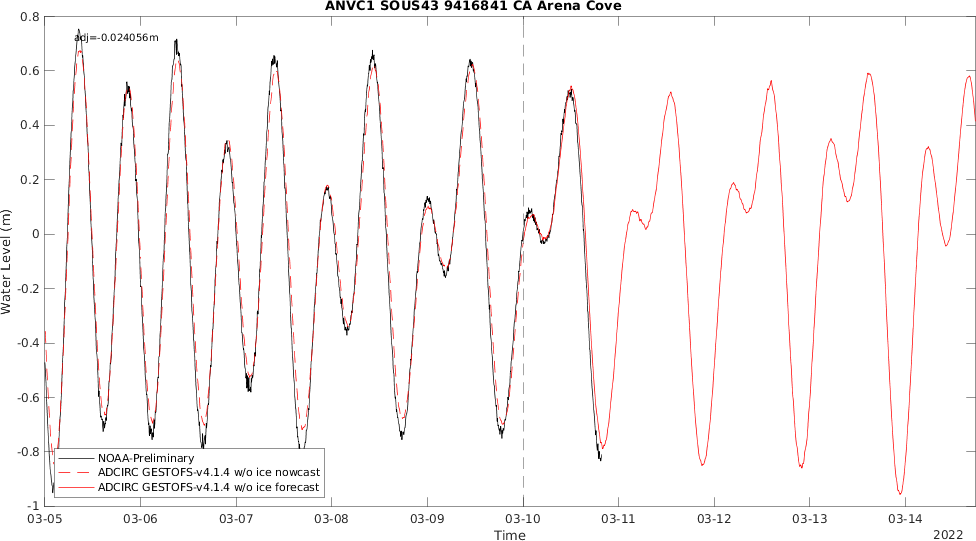 ANVC1 SOUS43 9416841 CA Arena Cove
adj=-0.024056m
0.8
0.6
0.4
0.2
0
-0.2
-0.4
-0.6
-0.8
-1
Water Level (m)
NOAA-Preliminary
ADCIRC GESTOFS-v4.1.4 w/o ice nowcast
ADCIRC GESTOFS-v4.1.4 w/o ice forecast
03-05 03-06 03-07 03-08 03-09 03-10 03-11 03-12 03-13 03-14
Time
2022